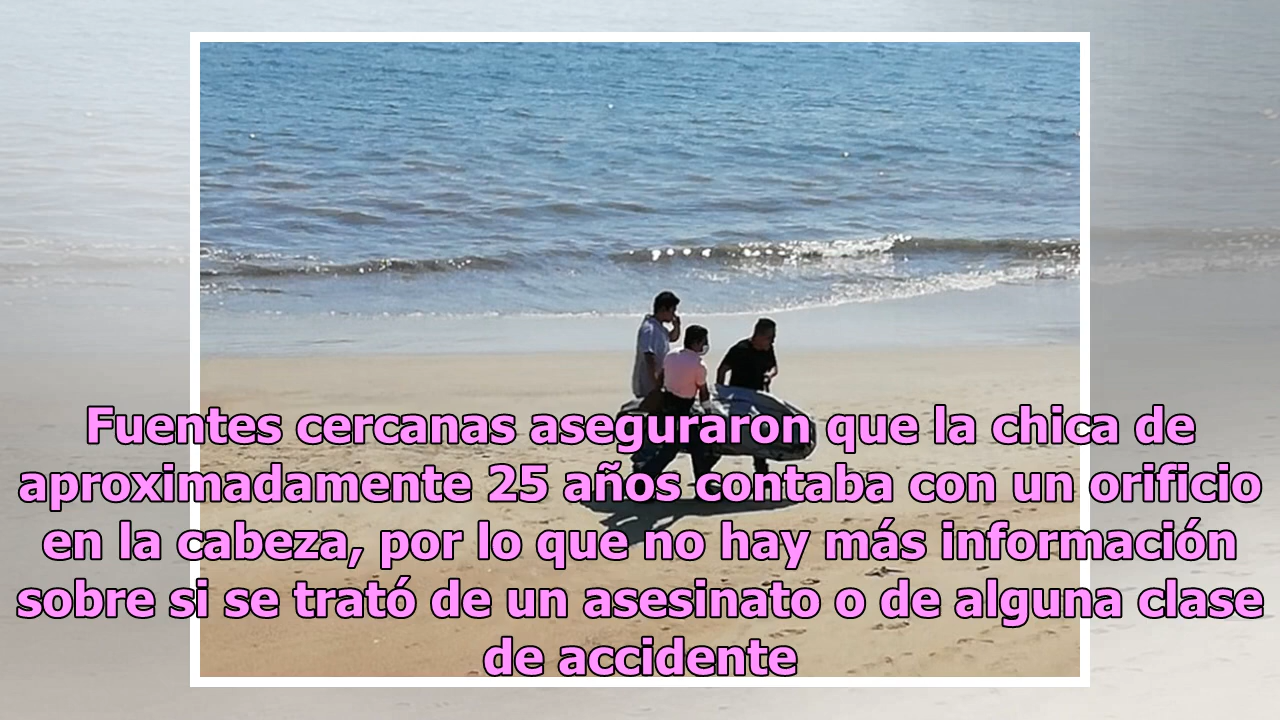 Fuentes cercanas aseguraron que la chica de
aproximadamente 25 años contaba con un orificio
en la cabeza, por lo que no hay más información
sobre si se trató de un asesinato o de alguna clase
de accidente